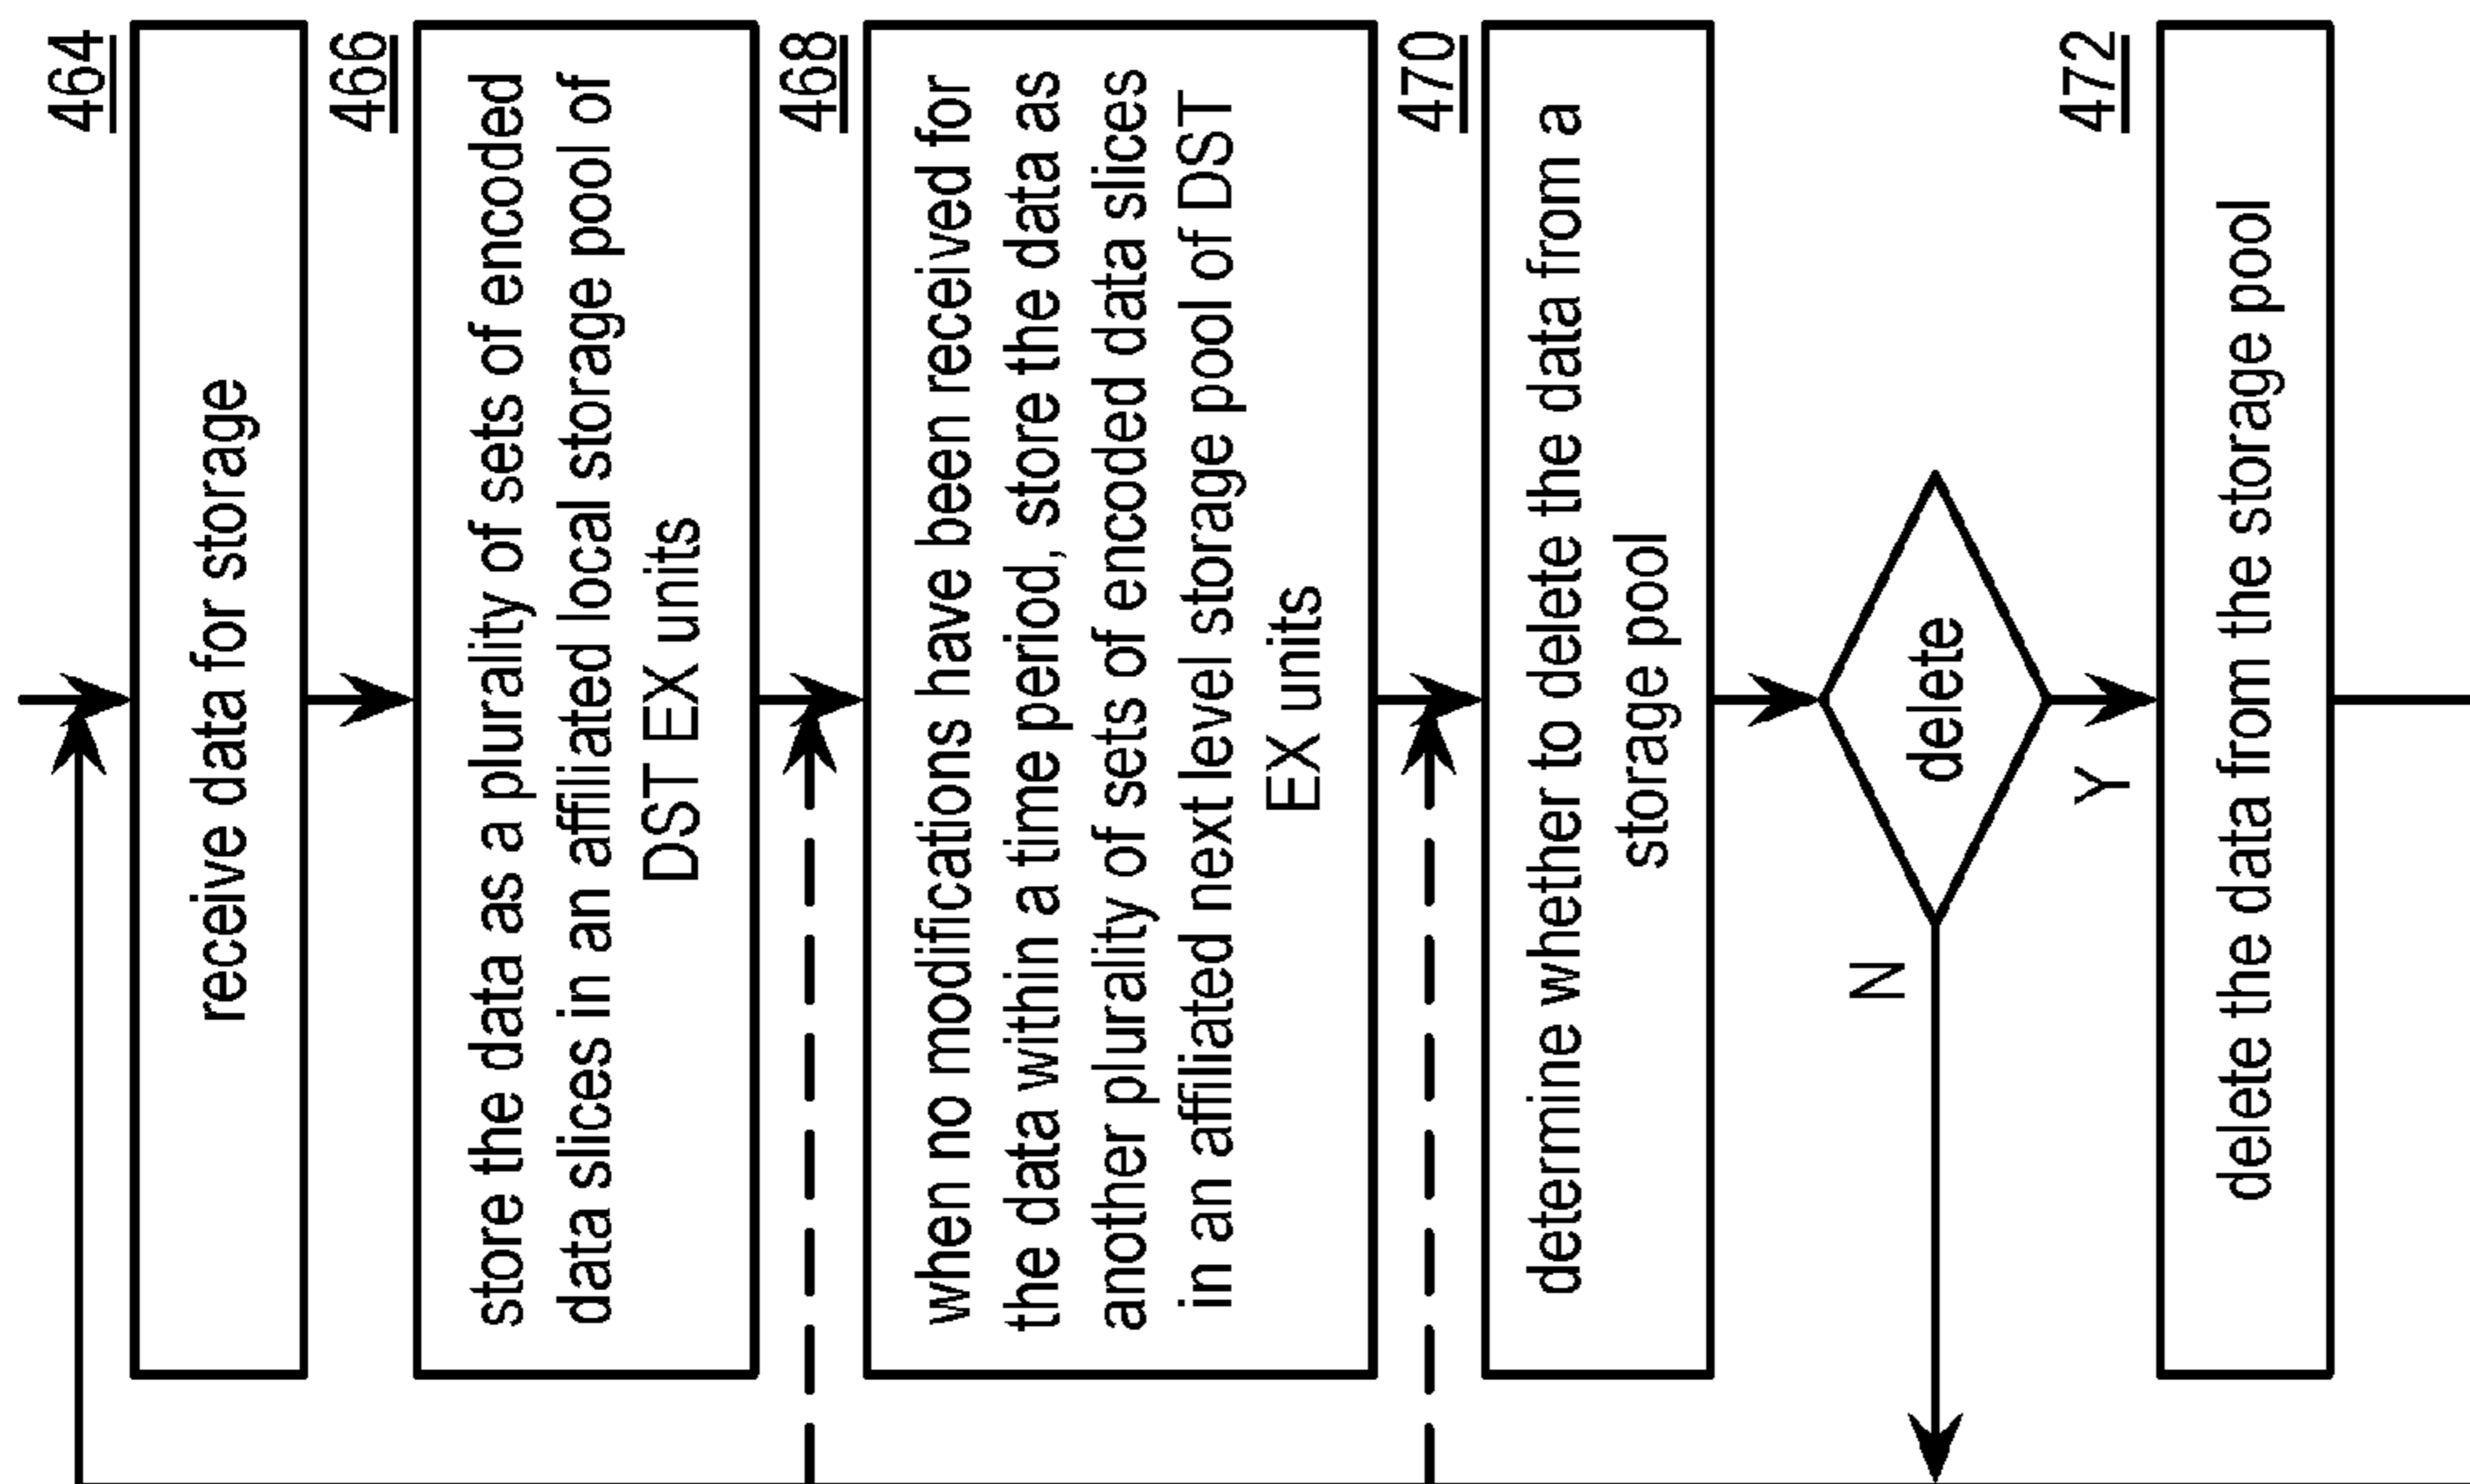 464
receive data for storage
466
store the data as a plurality of sets of encoded
data slices in an affiliated local storage pool of
DST EX units
468
when no modifications have been received for
the data within a time period, store the data as
another plurality of sets of encoded data slices
in an affiliated next level storage pool of DST
EX units
470
determine whether to delete the data from a
storage pool
delete
N
Y
472
delete the data from the storage pool